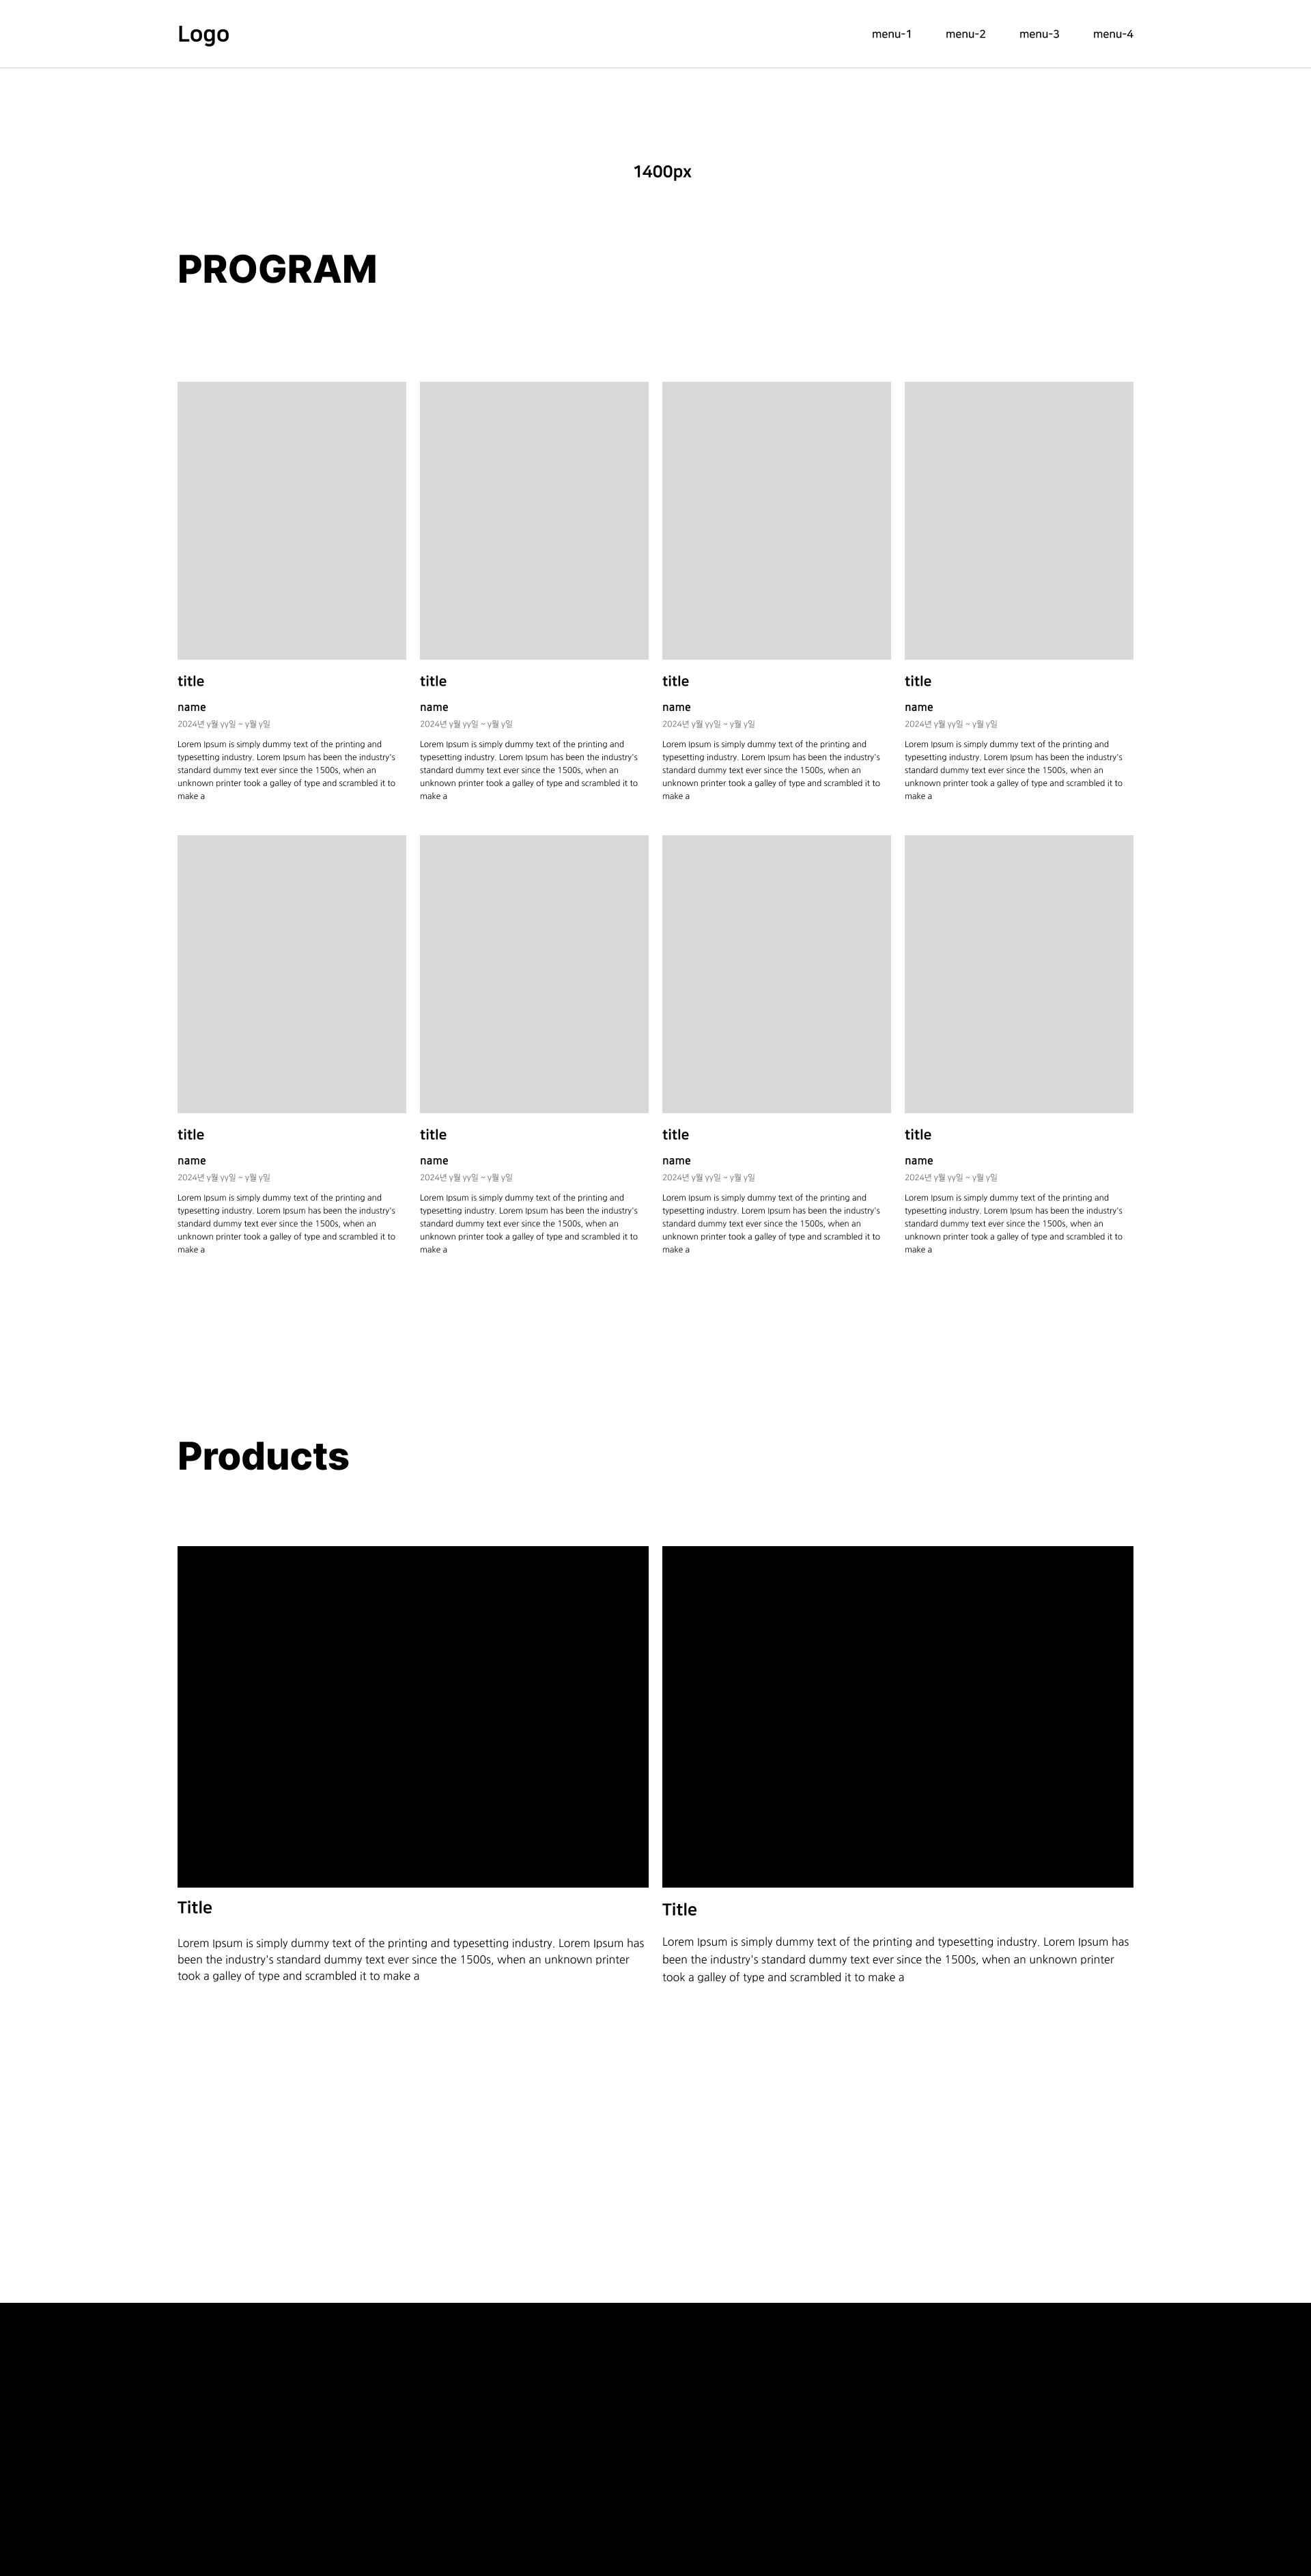 Logo
menu-1
menu-2
menu-3
menu-4
1400px
PROGRAM
title
name
2024년 y월 yy일 ~ y월 y일
Lorem Ipsum is simply dummy text of the printing and
typesetting industry. Lorem Ipsum has been the industry's
standard dummy text ever since the 1500s, when an
unknown printer took a galley of type and scrambled it to
make a
title
name
2024년 y월 yy일 ~ y월 y일
Lorem Ipsum is simply dummy text of the printing and
typesetting industry. Lorem Ipsum has been the industry's
standard dummy text ever since the 1500s, when an
unknown printer took a galley of type and scrambled it to
make a
title
name
2024년 y월 yy일 ~ y월 y일
Lorem Ipsum is simply dummy text of the printing and
typesetting industry. Lorem Ipsum has been the industry's
standard dummy text ever since the 1500s, when an
unknown printer took a galley of type and scrambled it to
make a
title
name
2024년 y월 yy일 ~ y월 y일
Lorem Ipsum is simply dummy text of the printing and
typesetting industry. Lorem Ipsum has been the industry's
standard dummy text ever since the 1500s, when an
unknown printer took a galley of type and scrambled it to
make a
title
name
2024년 y월 yy일 ~ y월 y일
Lorem Ipsum is simply dummy text of the printing and
typesetting industry. Lorem Ipsum has been the industry's
standard dummy text ever since the 1500s, when an
unknown printer took a galley of type and scrambled it to
make a
title
name
2024년 y월 yy일 ~ y월 y일
Lorem Ipsum is simply dummy text of the printing and
typesetting industry. Lorem Ipsum has been the industry's
standard dummy text ever since the 1500s, when an
unknown printer took a galley of type and scrambled it to
make a
title
name
2024년 y월 yy일 ~ y월 y일
Lorem Ipsum is simply dummy text of the printing and
typesetting industry. Lorem Ipsum has been the industry's
standard dummy text ever since the 1500s, when an
unknown printer took a galley of type and scrambled it to
make a
title
name
2024년 y월 yy일 ~ y월 y일
Lorem Ipsum is simply dummy text of the printing and
typesetting industry. Lorem Ipsum has been the industry's
standard dummy text ever since the 1500s, when an
unknown printer took a galley of type and scrambled it to
make a
Products
Title
Lorem Ipsum is simply dummy text of the printing and typesetting industry. Lorem Ipsum has
been the industry's standard dummy text ever since the 1500s, when an unknown printer
took a galley of type and scrambled it to make a
Title
Lorem Ipsum is simply dummy text of the printing and typesetting industry. Lorem Ipsum has
been the industry's standard dummy text ever since the 1500s, when an unknown printer
took a galley of type and scrambled it to make a